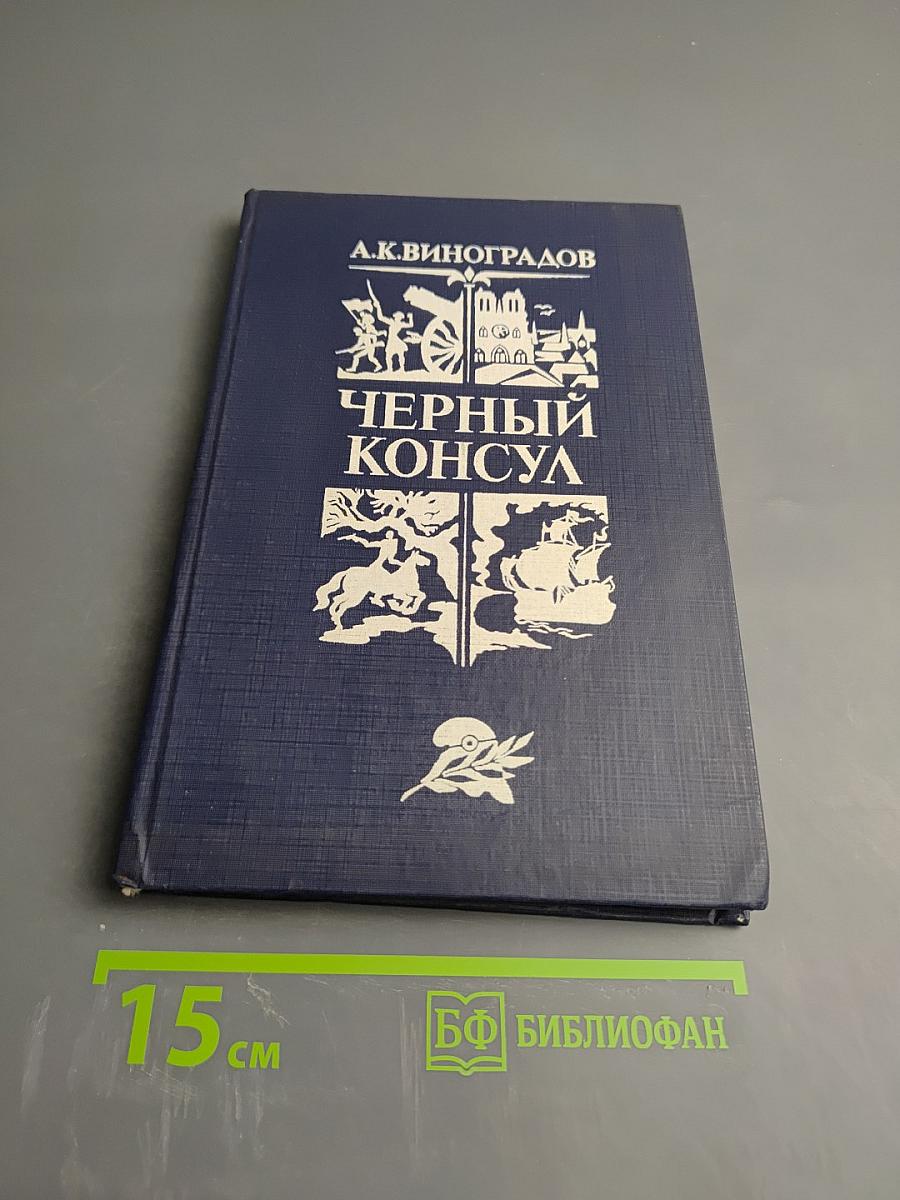 А.К.ВИНОГРАДОВ
ЧЕРНЫЙ
КОНСУЛ
15 см
БФ БИБЛИОФАН